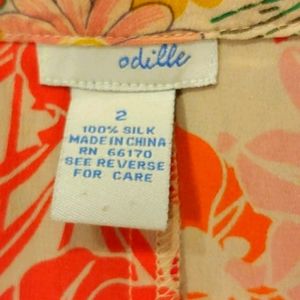 odille
2
100% SILK
MADE IN CHINA
RN 66170
SEE REVERSE
FOR CARE